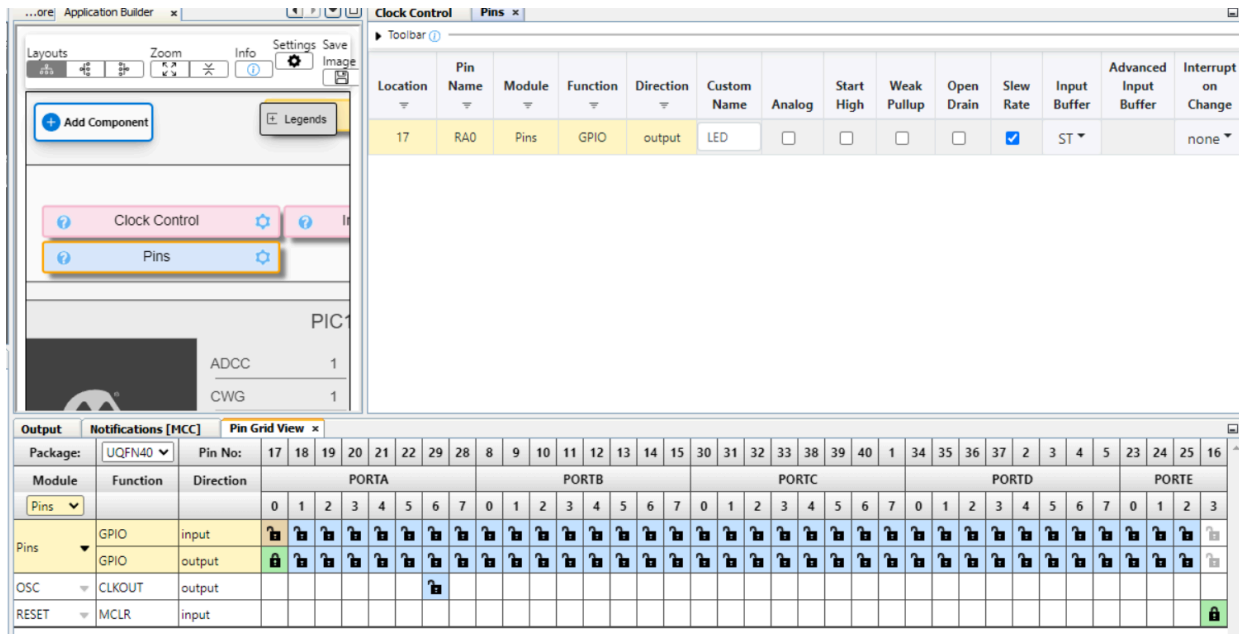 ...ore| Application Builder x
Clock Control Pins x
Toolbar
Layouts Zoom Info Settings Save Image
Add Component
Legends
Location Pin Name Module Function Direction Custom Name Analog Start High Weak Pullup Open Drain Slew Rate Input Buffer Advanced Input Buffer Interrupt on Change
17 RA0 Pins GPIO output LED ST none
Clock Control
Pins
PIC1
ADCC 1
CWG 1
Output Notifications [MCC] Pin Grid View x
Package: UQFN40 Pin No: 17 18 19 20 21 22 29 28 8 9 10 11 12 13 14 15 30 31 32 33 38 39 40 1 34 35 36 37 2 3 4 5 23 24 25 16
Module Function Direction PORTA PORTB PORTC PORTD PORTE
Pins 0 1 2 3 4 5 6 7 0 1 2 3 4 5 6 7 0 1 2 3 4 5 6 7 0 1 2 3 4 5 6 7 0 1 2 3
Pins GPIO input
GPIO output
OSC CLKOUT output
RESET MCLR input